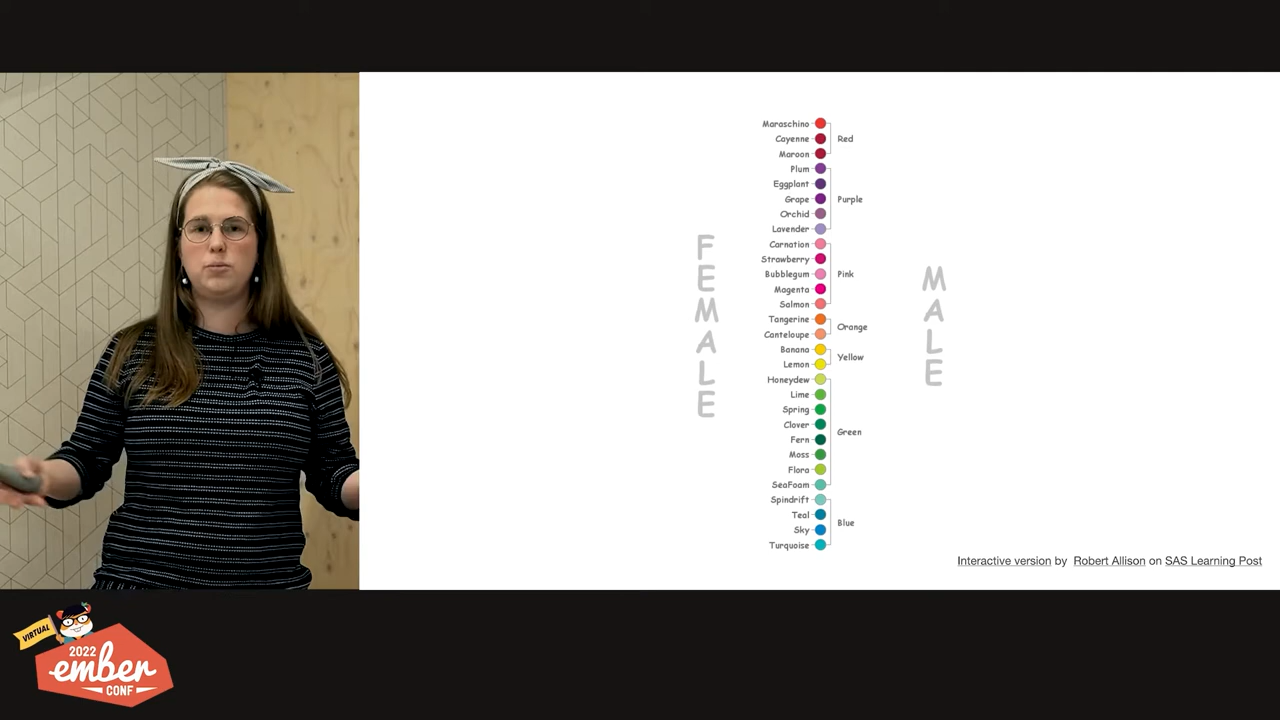 Maraschino
Cayenne
Red
Maroon
Plum
Eggplant
Grape
Purple
Orchid
Lavender
Carnation
Strawberry
Bubblegum
Pink
Magenta
Salmon
Tangerine
Orange
Canteloupe
Banana
Yellow
Lemon
Honeydew
Lime
Spring
Clover
Green
Fern
Moss
Flora
SeaFoam
Spindrift
Teal
Blue
Sky
Turquoise
FEMALE
MALE
Interactive version by Robert Allison on SAS Learning Post
VIRTUAL
2022
ember
CONF